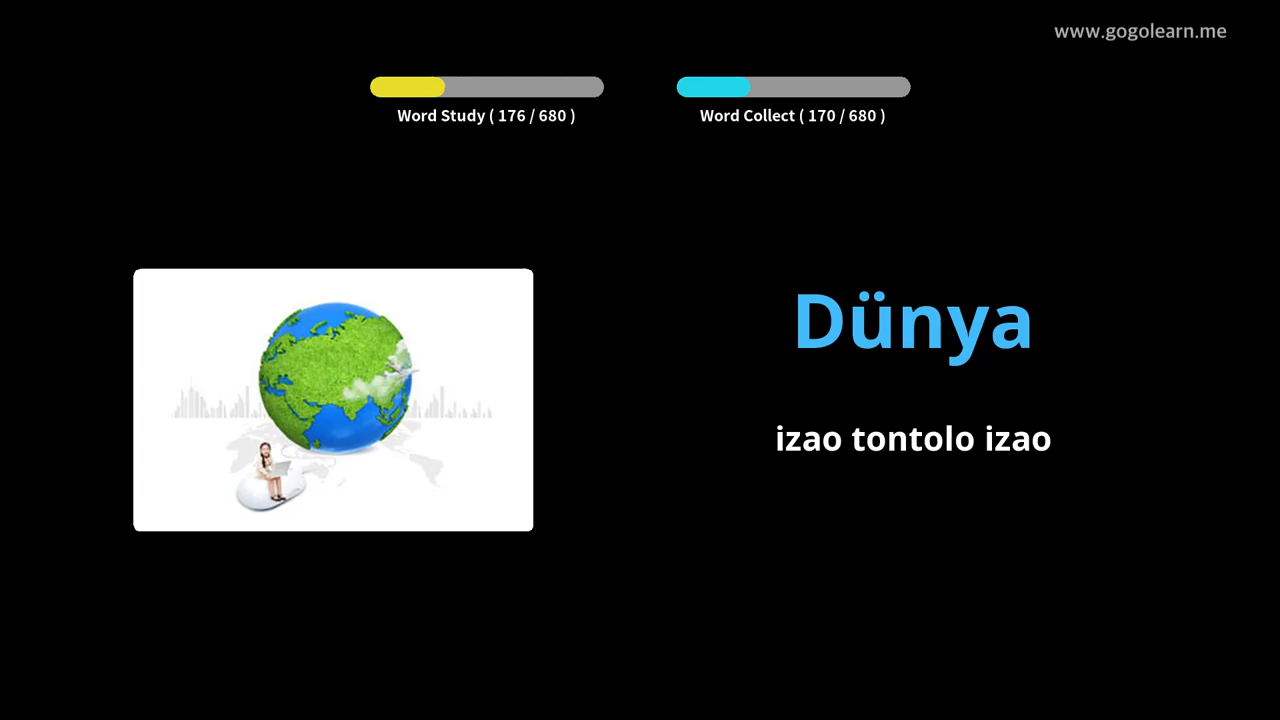 www.gogolearn.me
Word Study ( 176 / 680 )
Word Collect ( 170 / 680 )
Dünya
izao tontolo izao